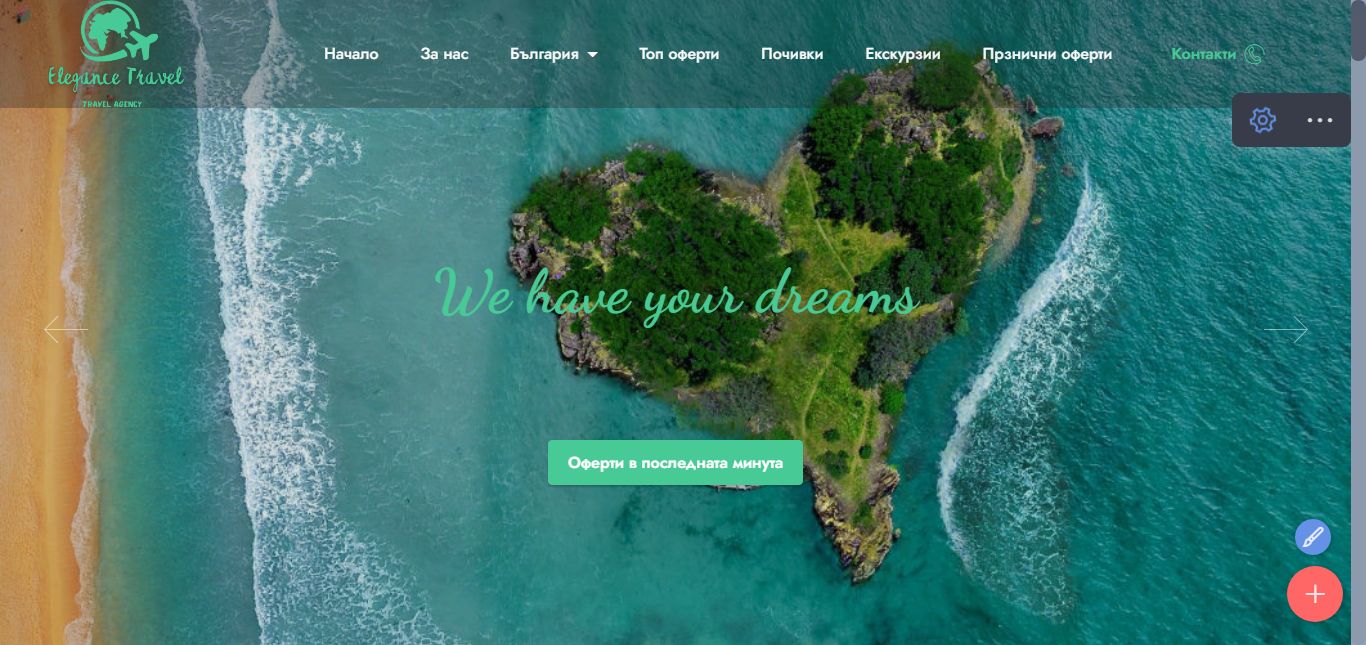 Elegance Travel
TRAVEL AGENCY
Начало За нас България Топ оферти Почивки Екскурзии Прзнични оферти Контакти
We have your dreams
Оферти в последната минута